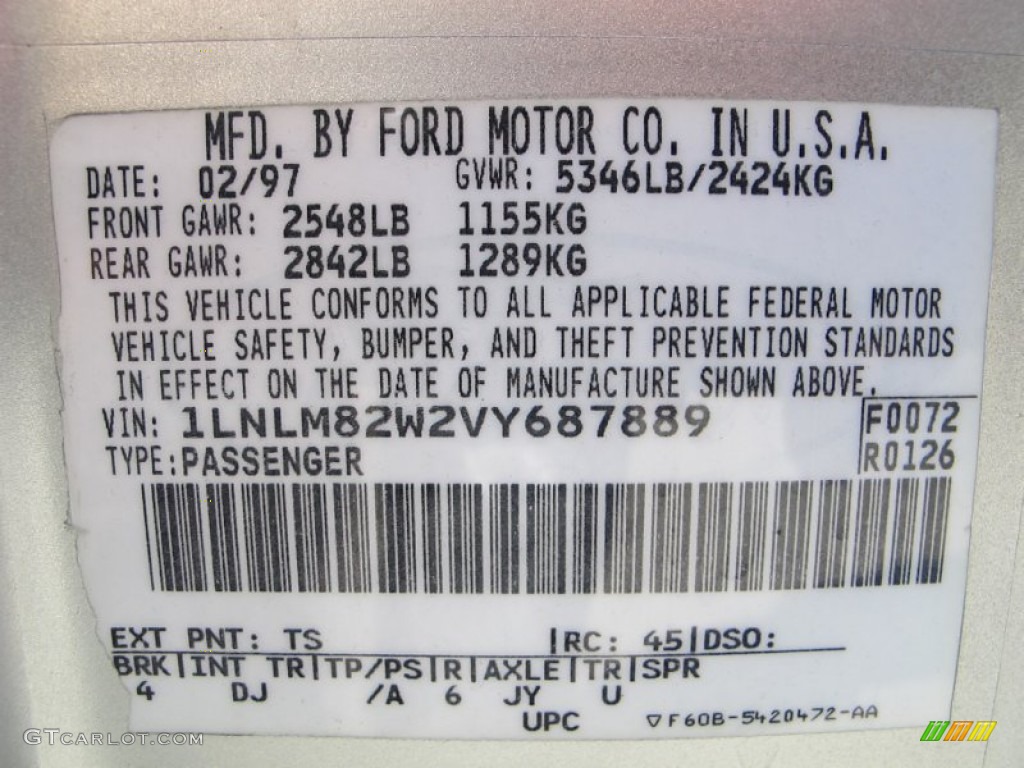 MFD. BY FORD MOTOR CO. IN U.S.A.
DATE: 02/97 GVWR: 5346LB/2424KG
FRONT GAWR: 2548LB 1155KG
REAR GAWR: 2842LB 1289KG
THIS VEHICLE CONFORMS TO ALL APPLICABLE FEDERAL MOTOR
VEHICLE SAFETY, BUMPER, AND THEFT PREVENTION STANDARDS
IN EFFECT ON THE DATE OF MANUFACTURE SHOWN ABOVE.
VIN: 1LNLM82W2VY687889 F0072
TYPE: PASSENGER R0126
EXT PNT: TS |RC: 45|DSO:
BRK|INT TR|TP/PS|R|AXLE|TR|SPR
4 DJ /A 6 JY U
UPC ▽F60B-5420472-AA
GTCARLOT.COM